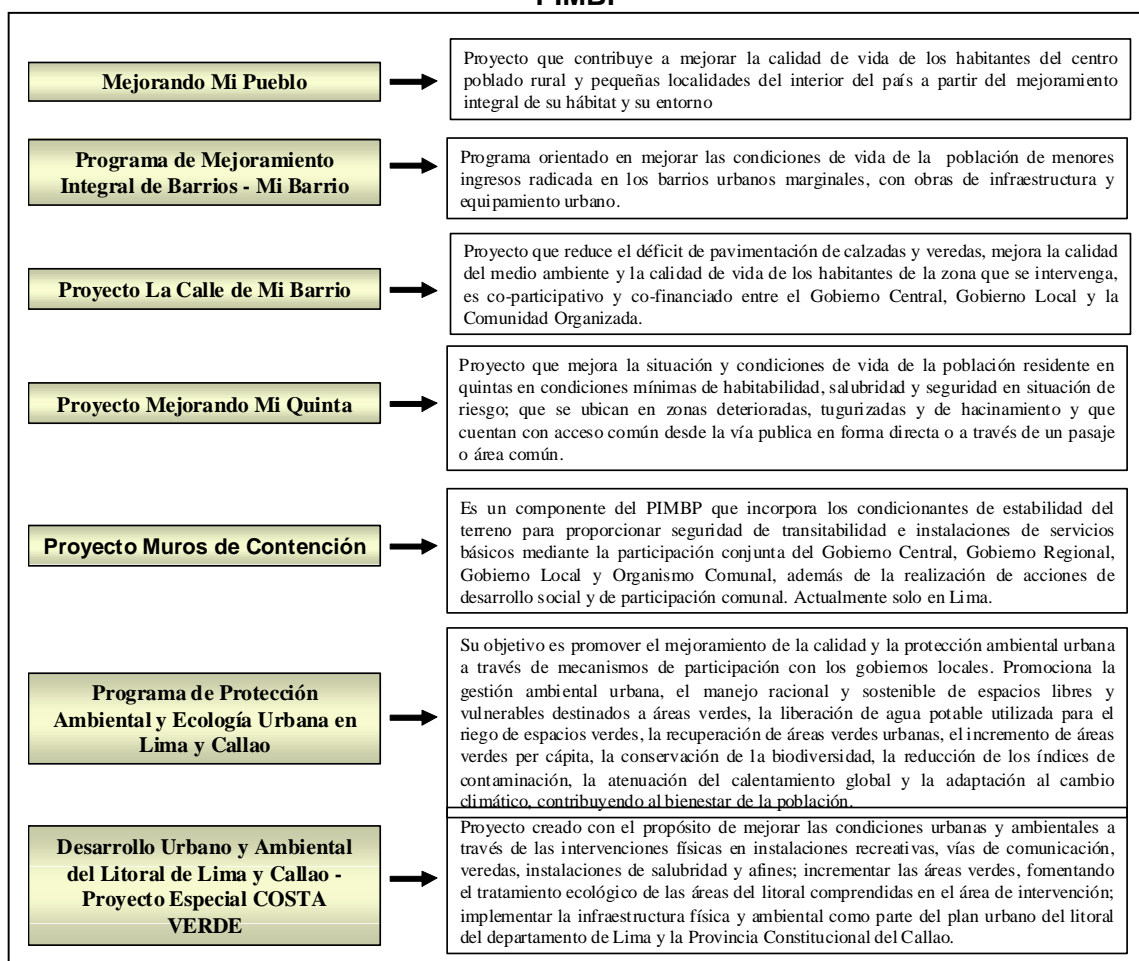 PIMBP
Mejorando Mi Pueblo
Proyecto que contribuye a mejorar la calidad de vida de los habitantes del centro
poblado rural y pequeñas localidades del interior del país a partir del mejoramiento
integral de su hábitat y su entorno
Programa de Mejoramiento
Integral de Barrios - Mi Barrio
Programa orientado en mejorar las condiciones de vida de la población de menores
ingresos radicada en los barrios urbanos marginales, con obras de infraestructura y
equipamiento urbano.
Proyecto La Calle de Mi Barrio
Proyecto que reduce el déficit de pavimentación de calzadas y veredas, mejora la calidad
del medio ambiente y la calidad de vida de los habitantes de la zona que se intervenga,
es co-participativo y co-financiado entre el Gobierno Central, Gobierno Local y la
Comunidad Organizada.
Proyecto Mejorando Mi Quinta
Proyecto que mejora la situación y condiciones de vida de la población residente en
quintas en condiciones mínimas de habitabilidad, salubridad y seguridad en situación de
riesgo; que se ubican en zonas deterioradas, tugurizadas y de hacinamiento y que
cuentan con acceso común desde la vía publica en forma directa o a través de un pasaje
o área común.
Proyecto Muros de Contención
Es un componente del PIMBP que incorpora los condicionantes de estabilidad del
terreno para proporcionar seguridad de transitabilidad e instalaciones de servicios
básicos mediante la participación conjunta del Gobierno Central, Gobierno Regional,
Gobierno Local y Organismo Comunal, además de la realización de acciones de
desarrollo social y de participación comunal. Actualmente solo en Lima.
Programa de Protección
Ambiental y Ecología Urbana en
Lima y Callao
Su objetivo es promover el mejoramiento de la calidad y la protección ambiental urbana
a través de mecanismos de participación con los gobiernos locales. Promociona la
gestión ambiental urbana, el manejo racional y sostenible de espacios libres y
vulnerables destinados a áreas verdes, la liberación de agua potable utilizada para el
riego de espacios verdes, la recuperación de áreas verdes urbanas, el incremento de áreas
verdes per cápita, la conservación de la biodiversidad, la reducción de los índices de
contaminación, la atenuación del calentamiento global y la adaptación al cambio
climático, contribuyendo al bienestar de la población.
Desarrollo Urbano y Ambiental
del Litoral de Lima y Callao -
Proyecto Especial COSTA
VERDE
Proyecto creado con el propósito de mejorar las condiciones urbanas y ambientales a
través de las intervenciones físicas en instalaciones recreativas, vías de comunicación,
veredas, instalaciones de salubridad y afines; incrementar las áreas verdes, fomentando
el tratamiento ecológico de las áreas del litoral comprendidas en el área de intervención;
implementar la infraestructura física y ambiental como parte del plan urbano del litoral
del departamento de Lima y la Provincia Constitucional del Callao.